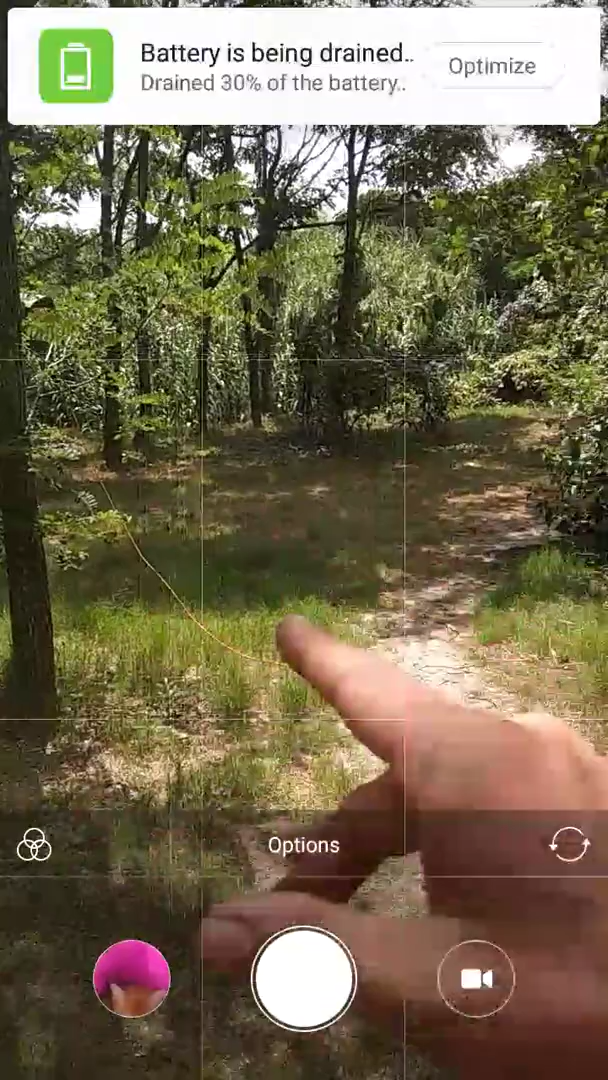 Battery is being drained..
Drained 30% of the battery..
Optimize
Options